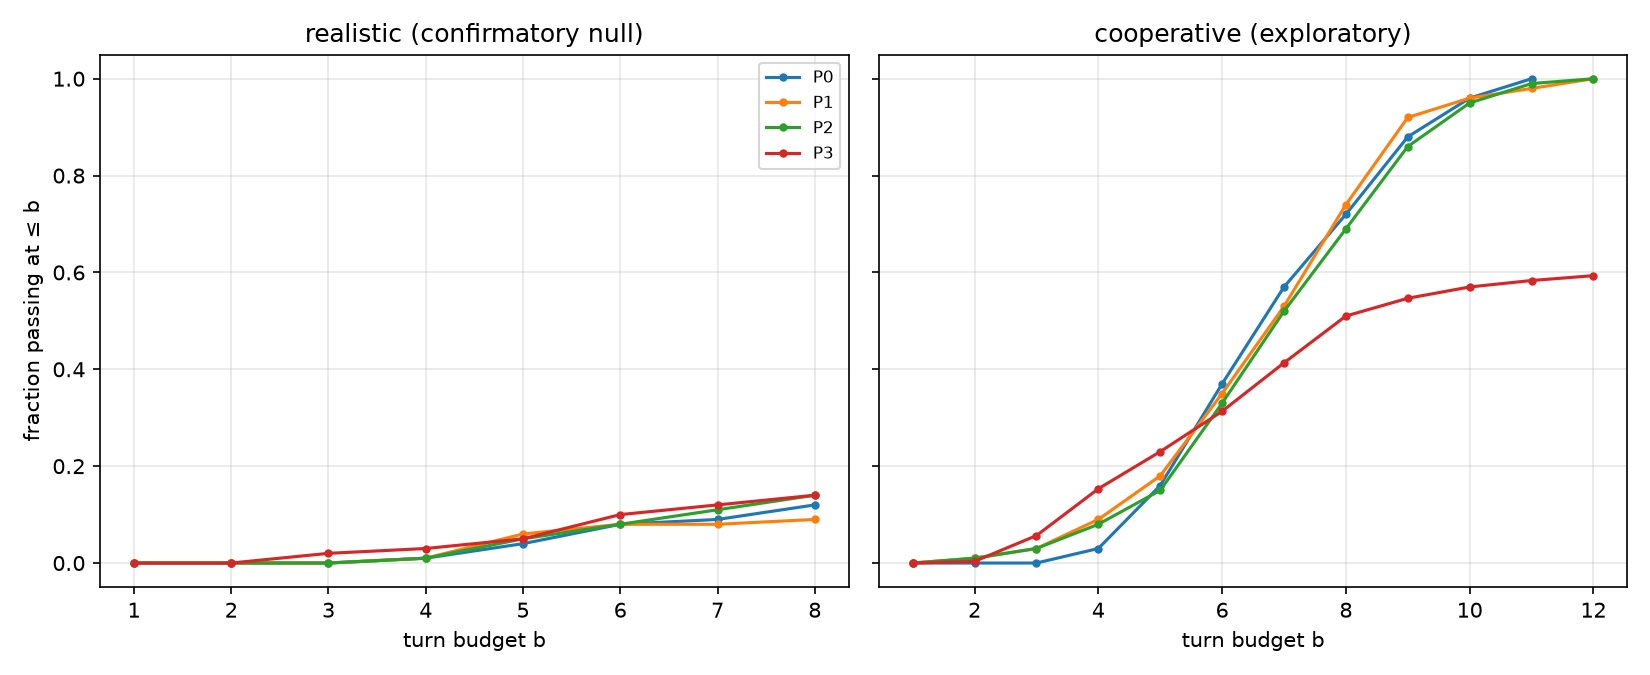 realistic (confirmatory null)
cooperative (exploratory)
fraction passing at ≤ b
1.0
0.8
0.6
0.4
0.2
0.0
P0
P1
P2
P3
1 2 3 4 5 6 7 8
2 4 6 8 10 12
turn budget b
turn budget b